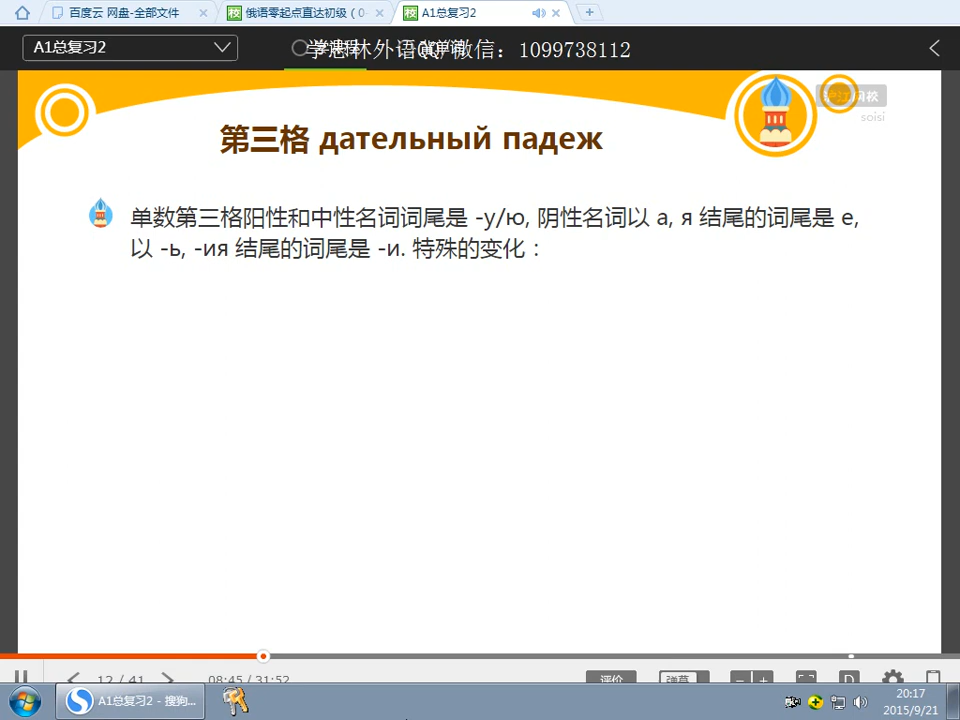 百度云 网盘-全部文件
俄语零起点直达初级（0-
A1总复习2
A1总复习2
学思林外语QQ/微信：1099738112
soisi
第三格 дательный падеж
单数第三格阳性和中性名词词尾是 -у/ю, 阴性名词以 а, я 结尾的词尾是 е,
以 -ь, -ия 结尾的词尾是 -и. 特殊的变化：
12 / 41
08:45 / 31:52
评价
弹幕
A1总复习2 - 搜狗...
20:17
2015/9/21